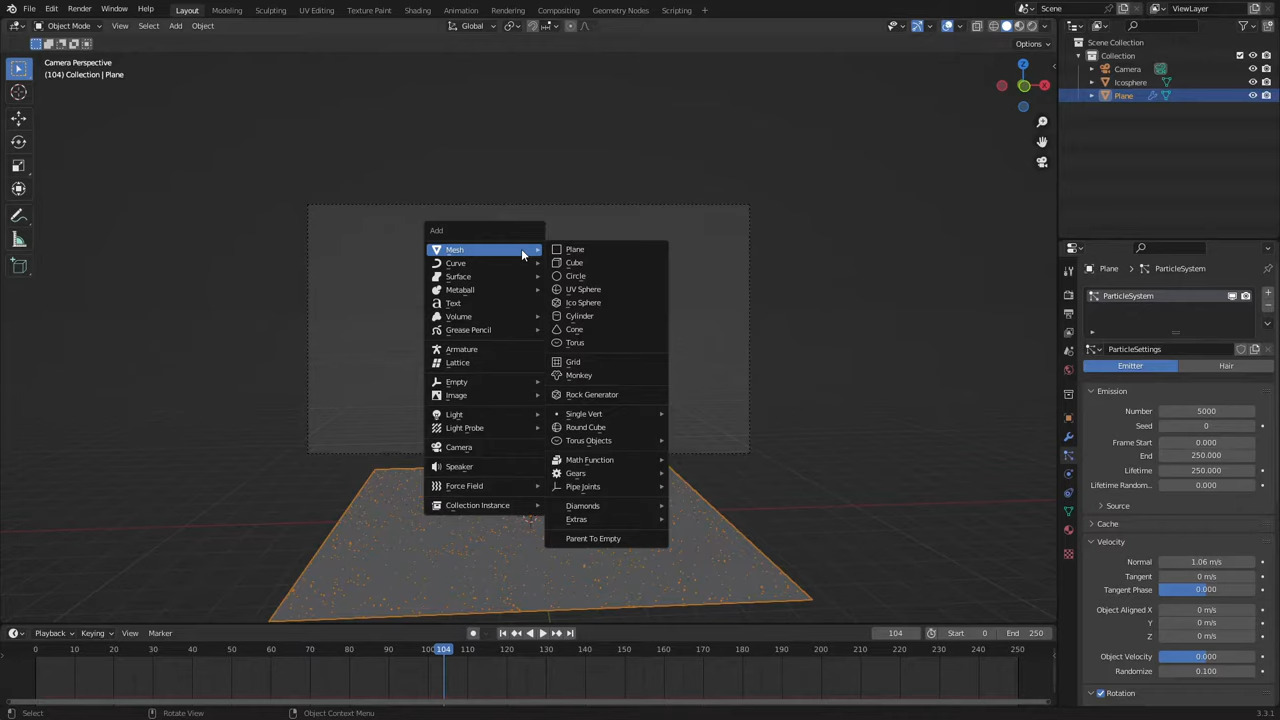 File Edit Render Window Help Layout Modeling Sculpting UV Editing Texture Paint Shading Animation Rendering Compositing Geometry Nodes Scripting + Scene ViewLayer
Object Mode View Select Add Object Global
Options
Camera Perspective
(104) Collection | Plane
Z
X
Add
Mesh
Curve
Surface
Metaball
Text
Volume
Grease Pencil
Armature
Lattice
Empty
Image
Light
Light Probe
Camera
Speaker
Force Field
Collection Instance
Plane
Cube
Circle
UV Sphere
Ico Sphere
Cylinder
Cone
Torus
Grid
Monkey
Rock Generator
Single Vert
Round Cube
Torus Objects
Math Function
Gears
Pipe Joints
Diamonds
Extras
Parent To Empty
Scene Collection
Collection
Camera
Icosphere
Plane
Plane ParticleSystem
ParticleSystem
ParticleSettings
Emitter Hair
Emission
Number 5000
Seed 0
Frame Start 0.000
End 250.000
Lifetime 250.000
Lifetime Random.. 0.000
Source
Cache
Velocity
Normal 1.06 m/s
Tangent 0 m/s
Tangent Phase 0.000
Object Aligned X 0 m/s
Y 0 m/s
Z 0 m/s
Object Velocity 0.000
Randomize 0.100
Rotation
Playback Keying View Marker 104 Start 0 End 250
0 10 20 30 40 50 60 70 80 90 100 104 110 120 130 140 150 160 170 180 190 200 210 220 230 240 250
Select Rotate View Object Context Menu 3.3.1